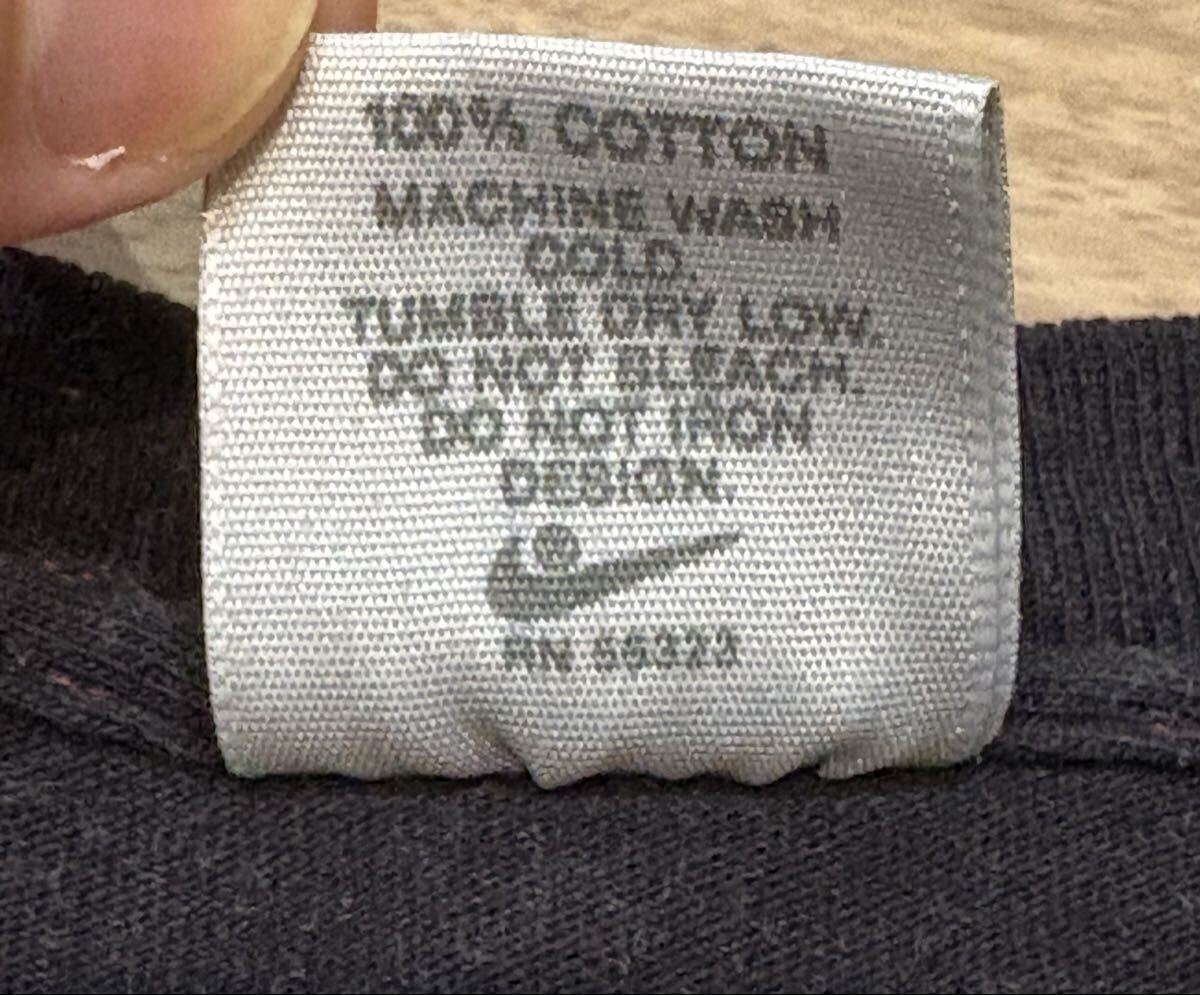 100% COTTON
MACHINE WASH
COLD.
TUMBLE DRY LOW.
DO NOT BLEACH.
DO NOT IRON
DESIGN.
®
RN 56323